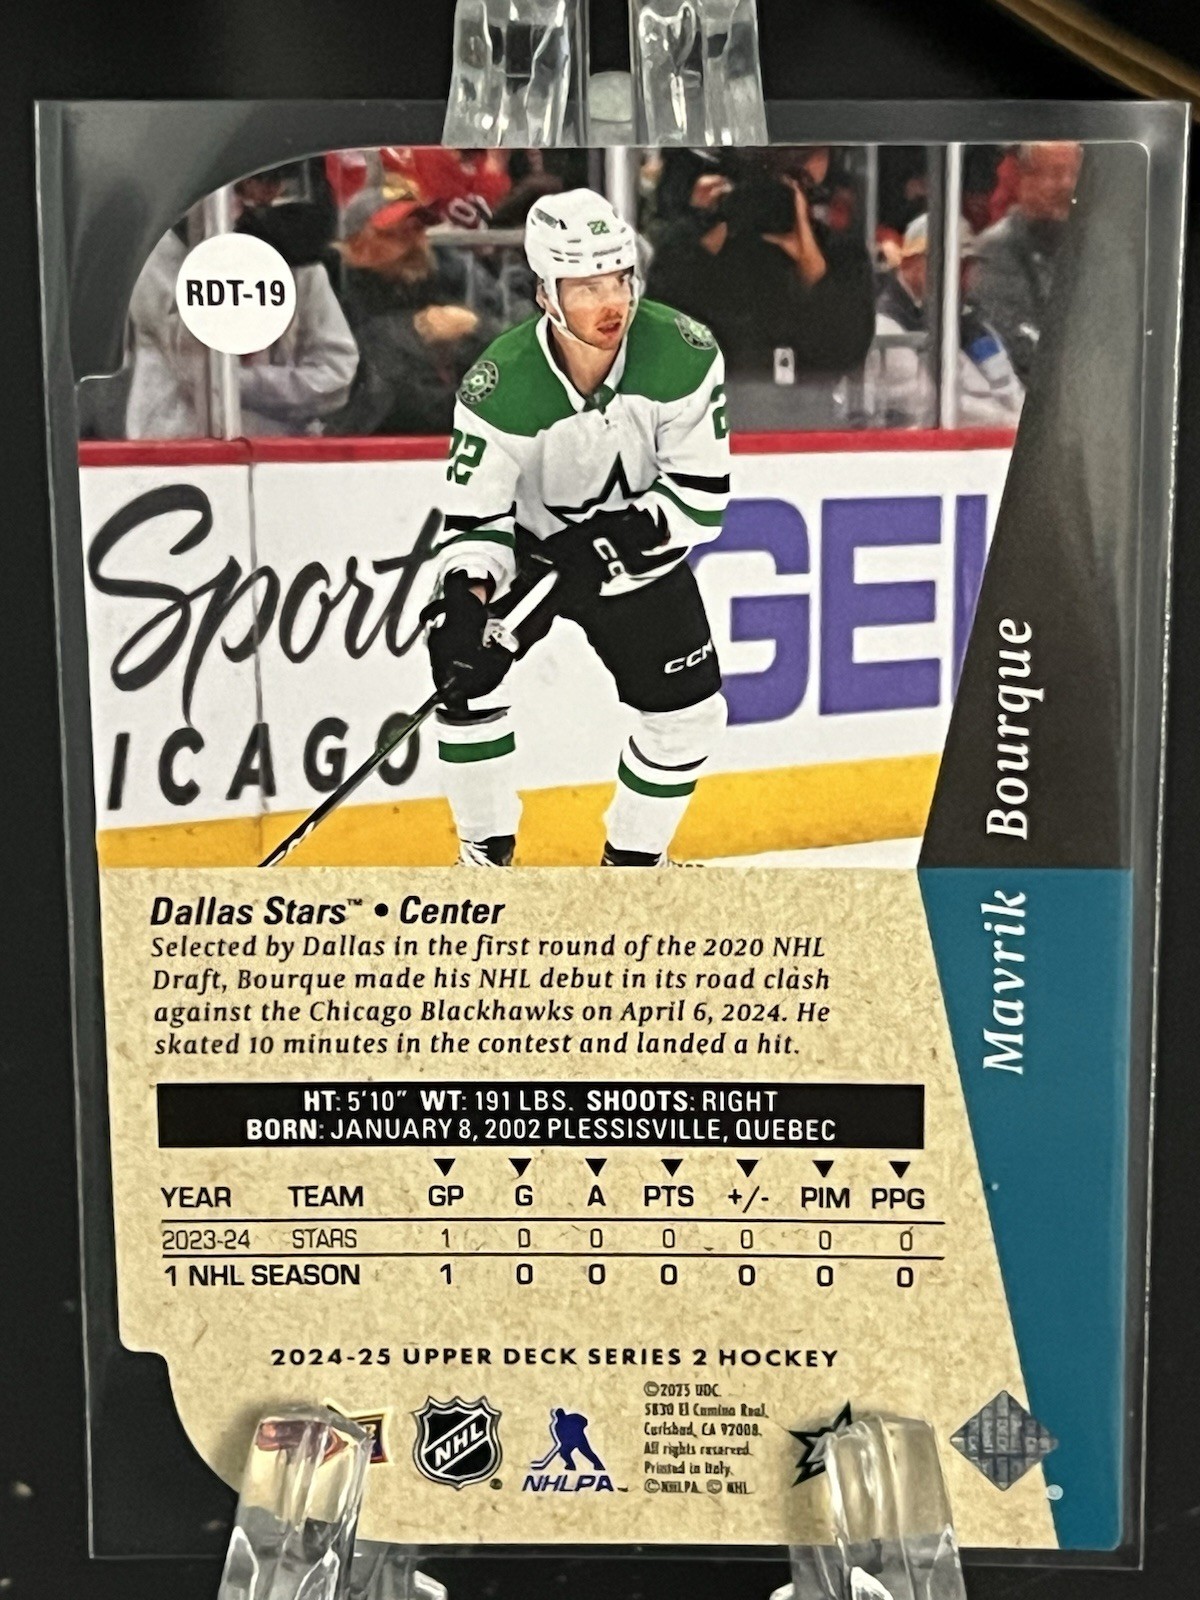 RDT-19
22
22
2
Sport
ICAGO
GEI
CCM
Mavrik Bourque
Dallas Stars™ • Center
Selected by Dallas in the first round of the 2020 NHL
Draft, Bourque made his NHL debut in its road clash
against the Chicago Blackhawks on April 6, 2024. He
skated 10 minutes in the contest and landed a hit.
HT: 5'10" WT: 191 LBS. SHOOTS: RIGHT
BORN: JANUARY 8, 2002 PLESSISVILLE, QUEBEC
YEAR TEAM GP G A PTS +/- PIM PPG
2023-24 STARS 1 0 0 0 0 0 0
1 NHL SEASON 1 0 0 0 0 0 0
2024-25 UPPER DECK SERIES 2 HOCKEY
©2025 UDC.
5830 El Camino Real,
Carlsbad, CA 92008.
All rights reserved.
Printed in Italy.
©NHLPA. © NHL.
NHL
NHLPA™